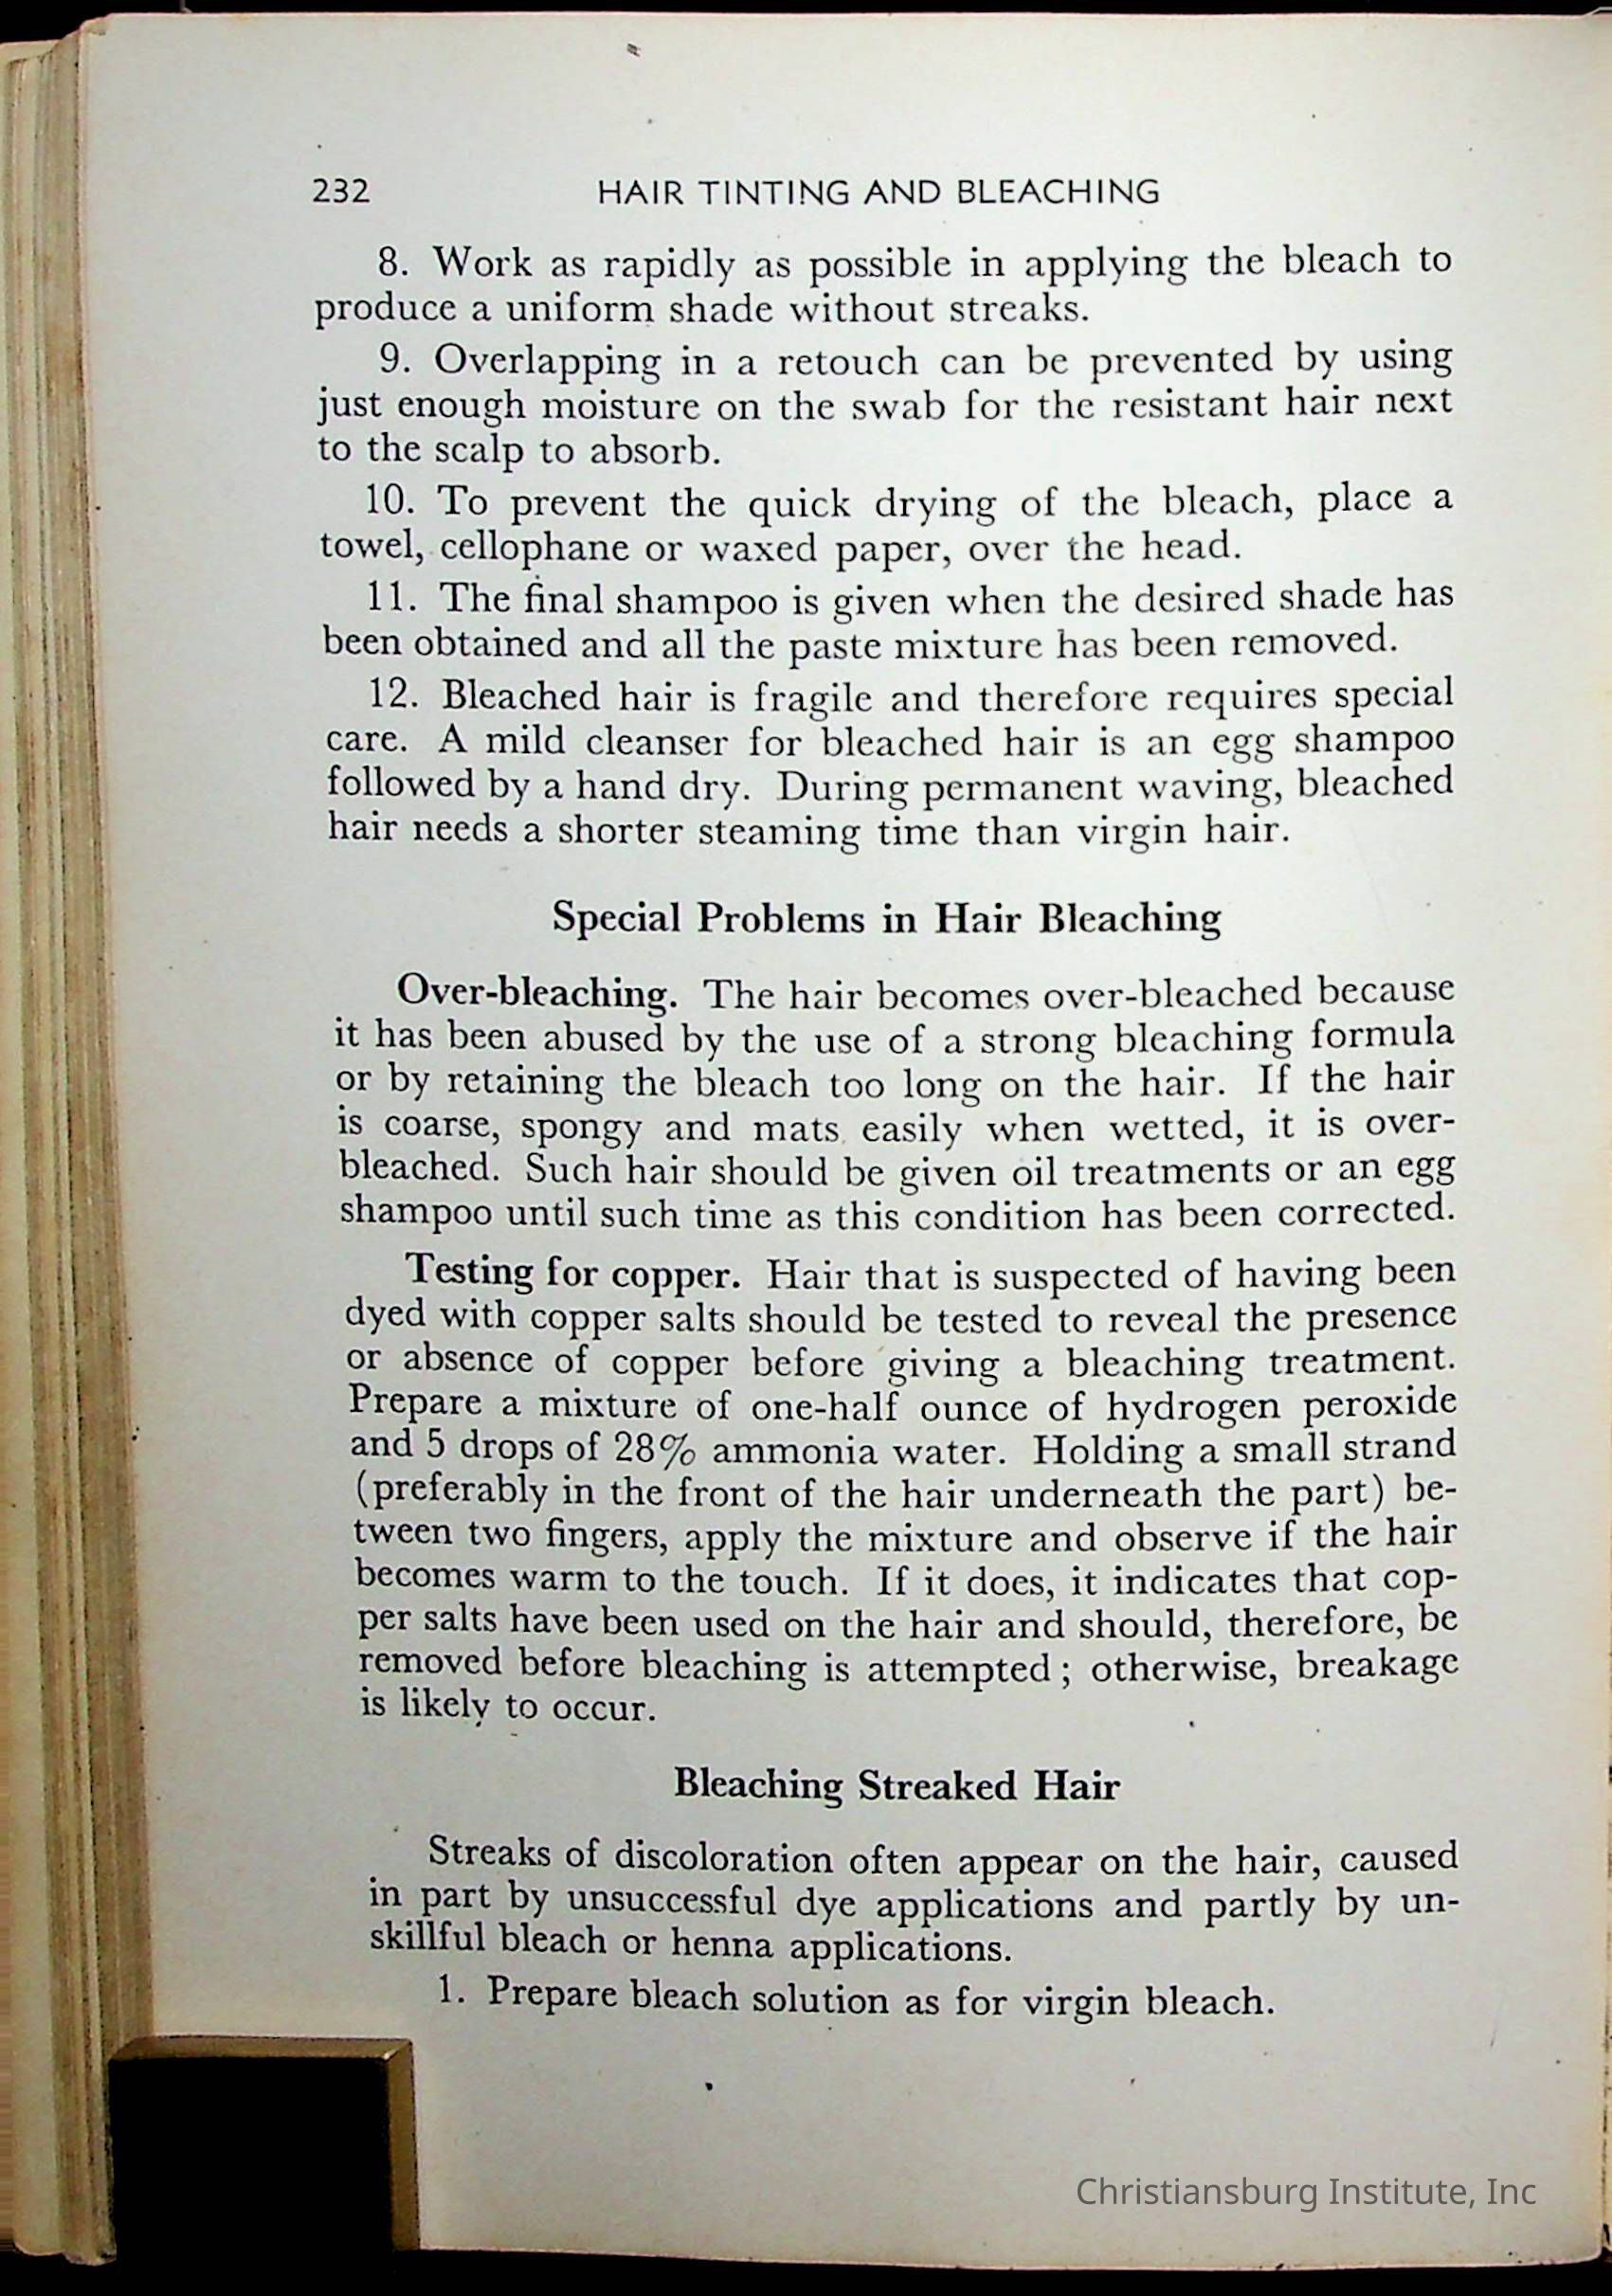 232 HAIR TINTING AND BLEACHING
8. Work as rapidly as possible in applying the bleach to
produce a uniform shade without streaks.
9. Overlapping in a retouch can be prevented by using
just enough moisture on the swab for the resistant hair next
to the scalp to absorb.
10. To prevent the quick drying of the bleach, place a
towel, cellophane or waxed paper, over the head.
11. The final shampoo is given when the desired shade has
been obtained and all the paste mixture has been removed.
12. Bleached hair is fragile and therefore requires special
care. A mild cleanser for bleached hair is an egg shampoo
followed by a hand dry. During permanent waving, bleached
hair needs a shorter steaming time than virgin hair.
Special Problems in Hair Bleaching
Over-bleaching. The hair becomes over-bleached because
it has been abused by the use of a strong bleaching formula
or by retaining the bleach too long on the hair. If the hair
is coarse, spongy and mats easily when wetted, it is over-
bleached. Such hair should be given oil treatments or an egg
shampoo until such time as this condition has been corrected.
Testing for copper. Hair that is suspected of having been
dyed with copper salts should be tested to reveal the presence
or absence of copper before giving a bleaching treatment.
Prepare a mixture of one-half ounce of hydrogen peroxide
and 5 drops of 28% ammonia water. Holding a small strand
(preferably in the front of the hair underneath the part) be-
tween two fingers, apply the mixture and observe if the hair
becomes warm to the touch. If it does, it indicates that cop-
per salts have been used on the hair and should, therefore, be
removed before bleaching is attempted; otherwise, breakage
is likely to occur.
Bleaching Streaked Hair
Streaks of discoloration often appear on the hair, caused
in part by unsuccessful dye applications and partly by un-
skillful bleach or henna applications.
1. Prepare bleach solution as for virgin bleach.
Christiansburg Institute, Inc